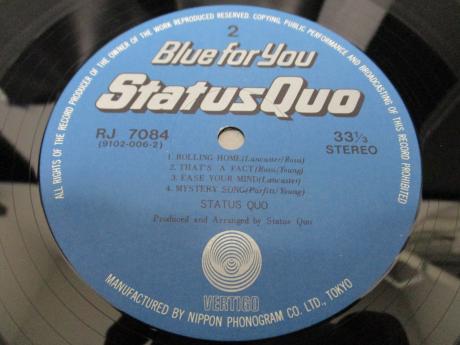 ALL RIGHTS OF THE RECORD PRODUCER AND OF THE OWNER OF THE WORK REPRODUCED RESERVED. COPYING, PUBLIC PERFORMANCE AND BROADCASTING OF THIS RECORD PROHIBITED
2
Blue for You
Status Quo
RJ 7084
(9102-006-2)
33⅓
STEREO
1. ROLLING HOME(Lancaster/Rossi)
2. THAT'S A FACT(Rossi/Young)
3. EASE YOUR MIND(Lancaster)
4. MYSTERY SONG(Parfitt/Young)
STATUS QUO
Produced and Arranged by Status Quo
VERTIGO
MANUFACTURED BY NIPPON PHONOGRAM CO. LTD., TOKYO